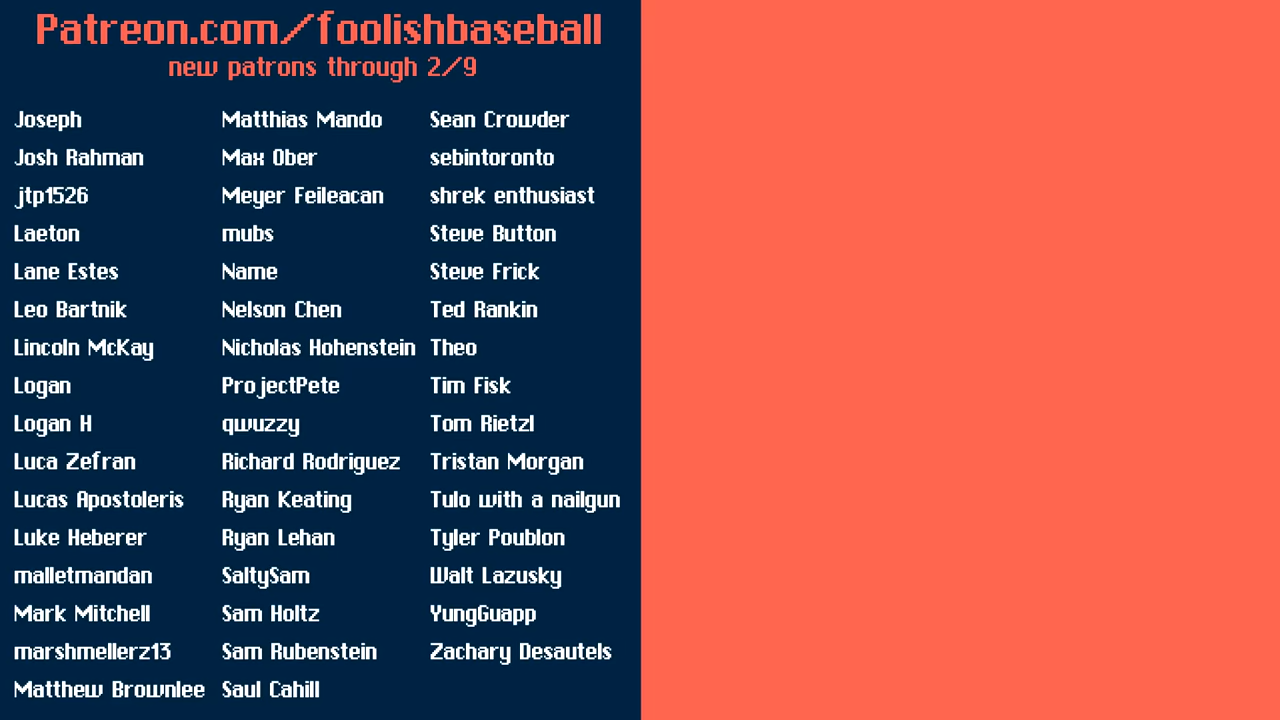 Patreon.com/foolishbaseball
new patrons through 2/9
Joseph
Josh Rahman
jtp1526
Laeton
Lane Estes
Leo Bartnik
Lincoln McKay
Logan
Logan H
Luca Zefran
Lucas Apostoleris
Luke Heberer
malletmandan
Mark Mitchell
marshmellerz13
Matthew Brownlee
Matthias Mando
Max Ober
Meyer Feileacan
mubs
Name
Nelson Chen
Nicholas Hohenstein
ProjectPete
qwuzzy
Richard Rodriguez
Ryan Keating
Ryan Lehan
SaltySam
Sam Holtz
Sam Rubenstein
Saul Cahill
Sean Crowder
sebintoronto
shrek enthusiast
Steve Button
Steve Frick
Ted Rankin
Theo
Tim Fisk
Tom Rietzl
Tristan Morgan
Tulo with a nailgun
Tyler Poublon
Walt Lazusky
YungGuapp
Zachary Desautels